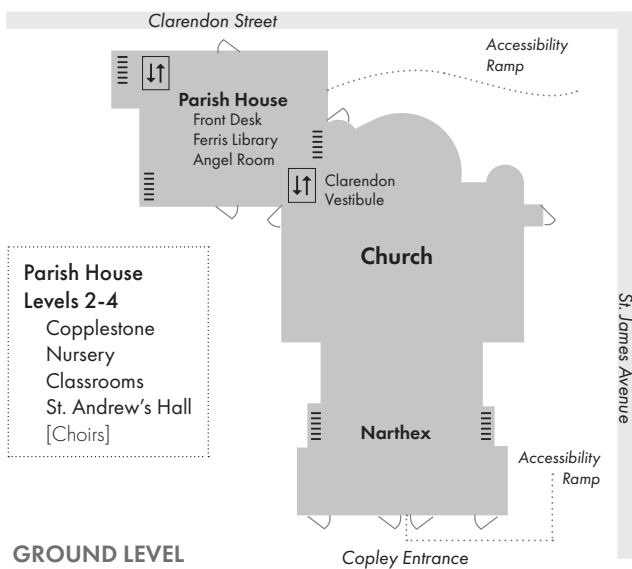 Clarendon Street
Accessibility
Ramp
Parish House
Front Desk
Ferris Library
Angel Room
Clarendon
Vestibule
Church
Parish House
Levels 2-4
Copplestone
Nursery
Classrooms
St. Andrew's Hall
[Choirs]
St. James Avenue
Narthex
Accessibility
Ramp
GROUND LEVEL
Copley Entrance